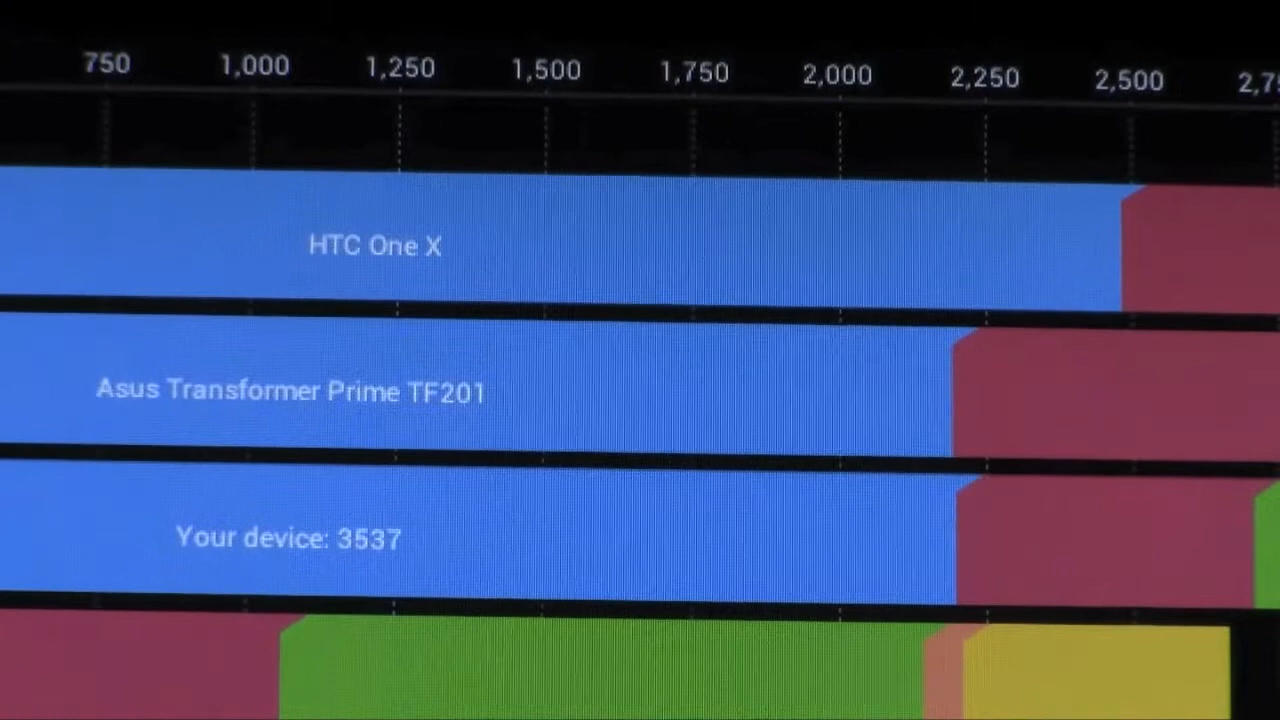 750 1,000 1,250 1,500 1,750 2,000 2,250 2,500
HTC One X
Asus Transformer Prime TF201
Your device: 3537